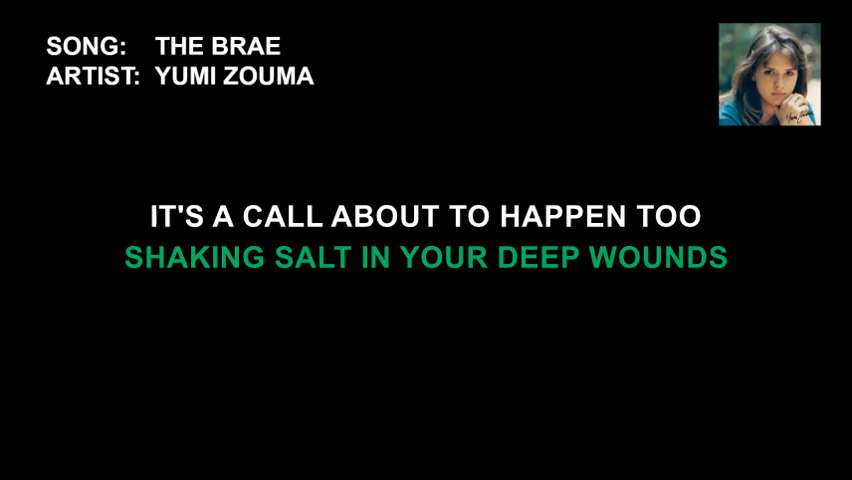 SONG: THE BRAE
ARTIST: YUMI ZOUMA
IT'S A CALL ABOUT TO HAPPEN TOO
SHAKING SALT IN YOUR DEEP WOUNDS